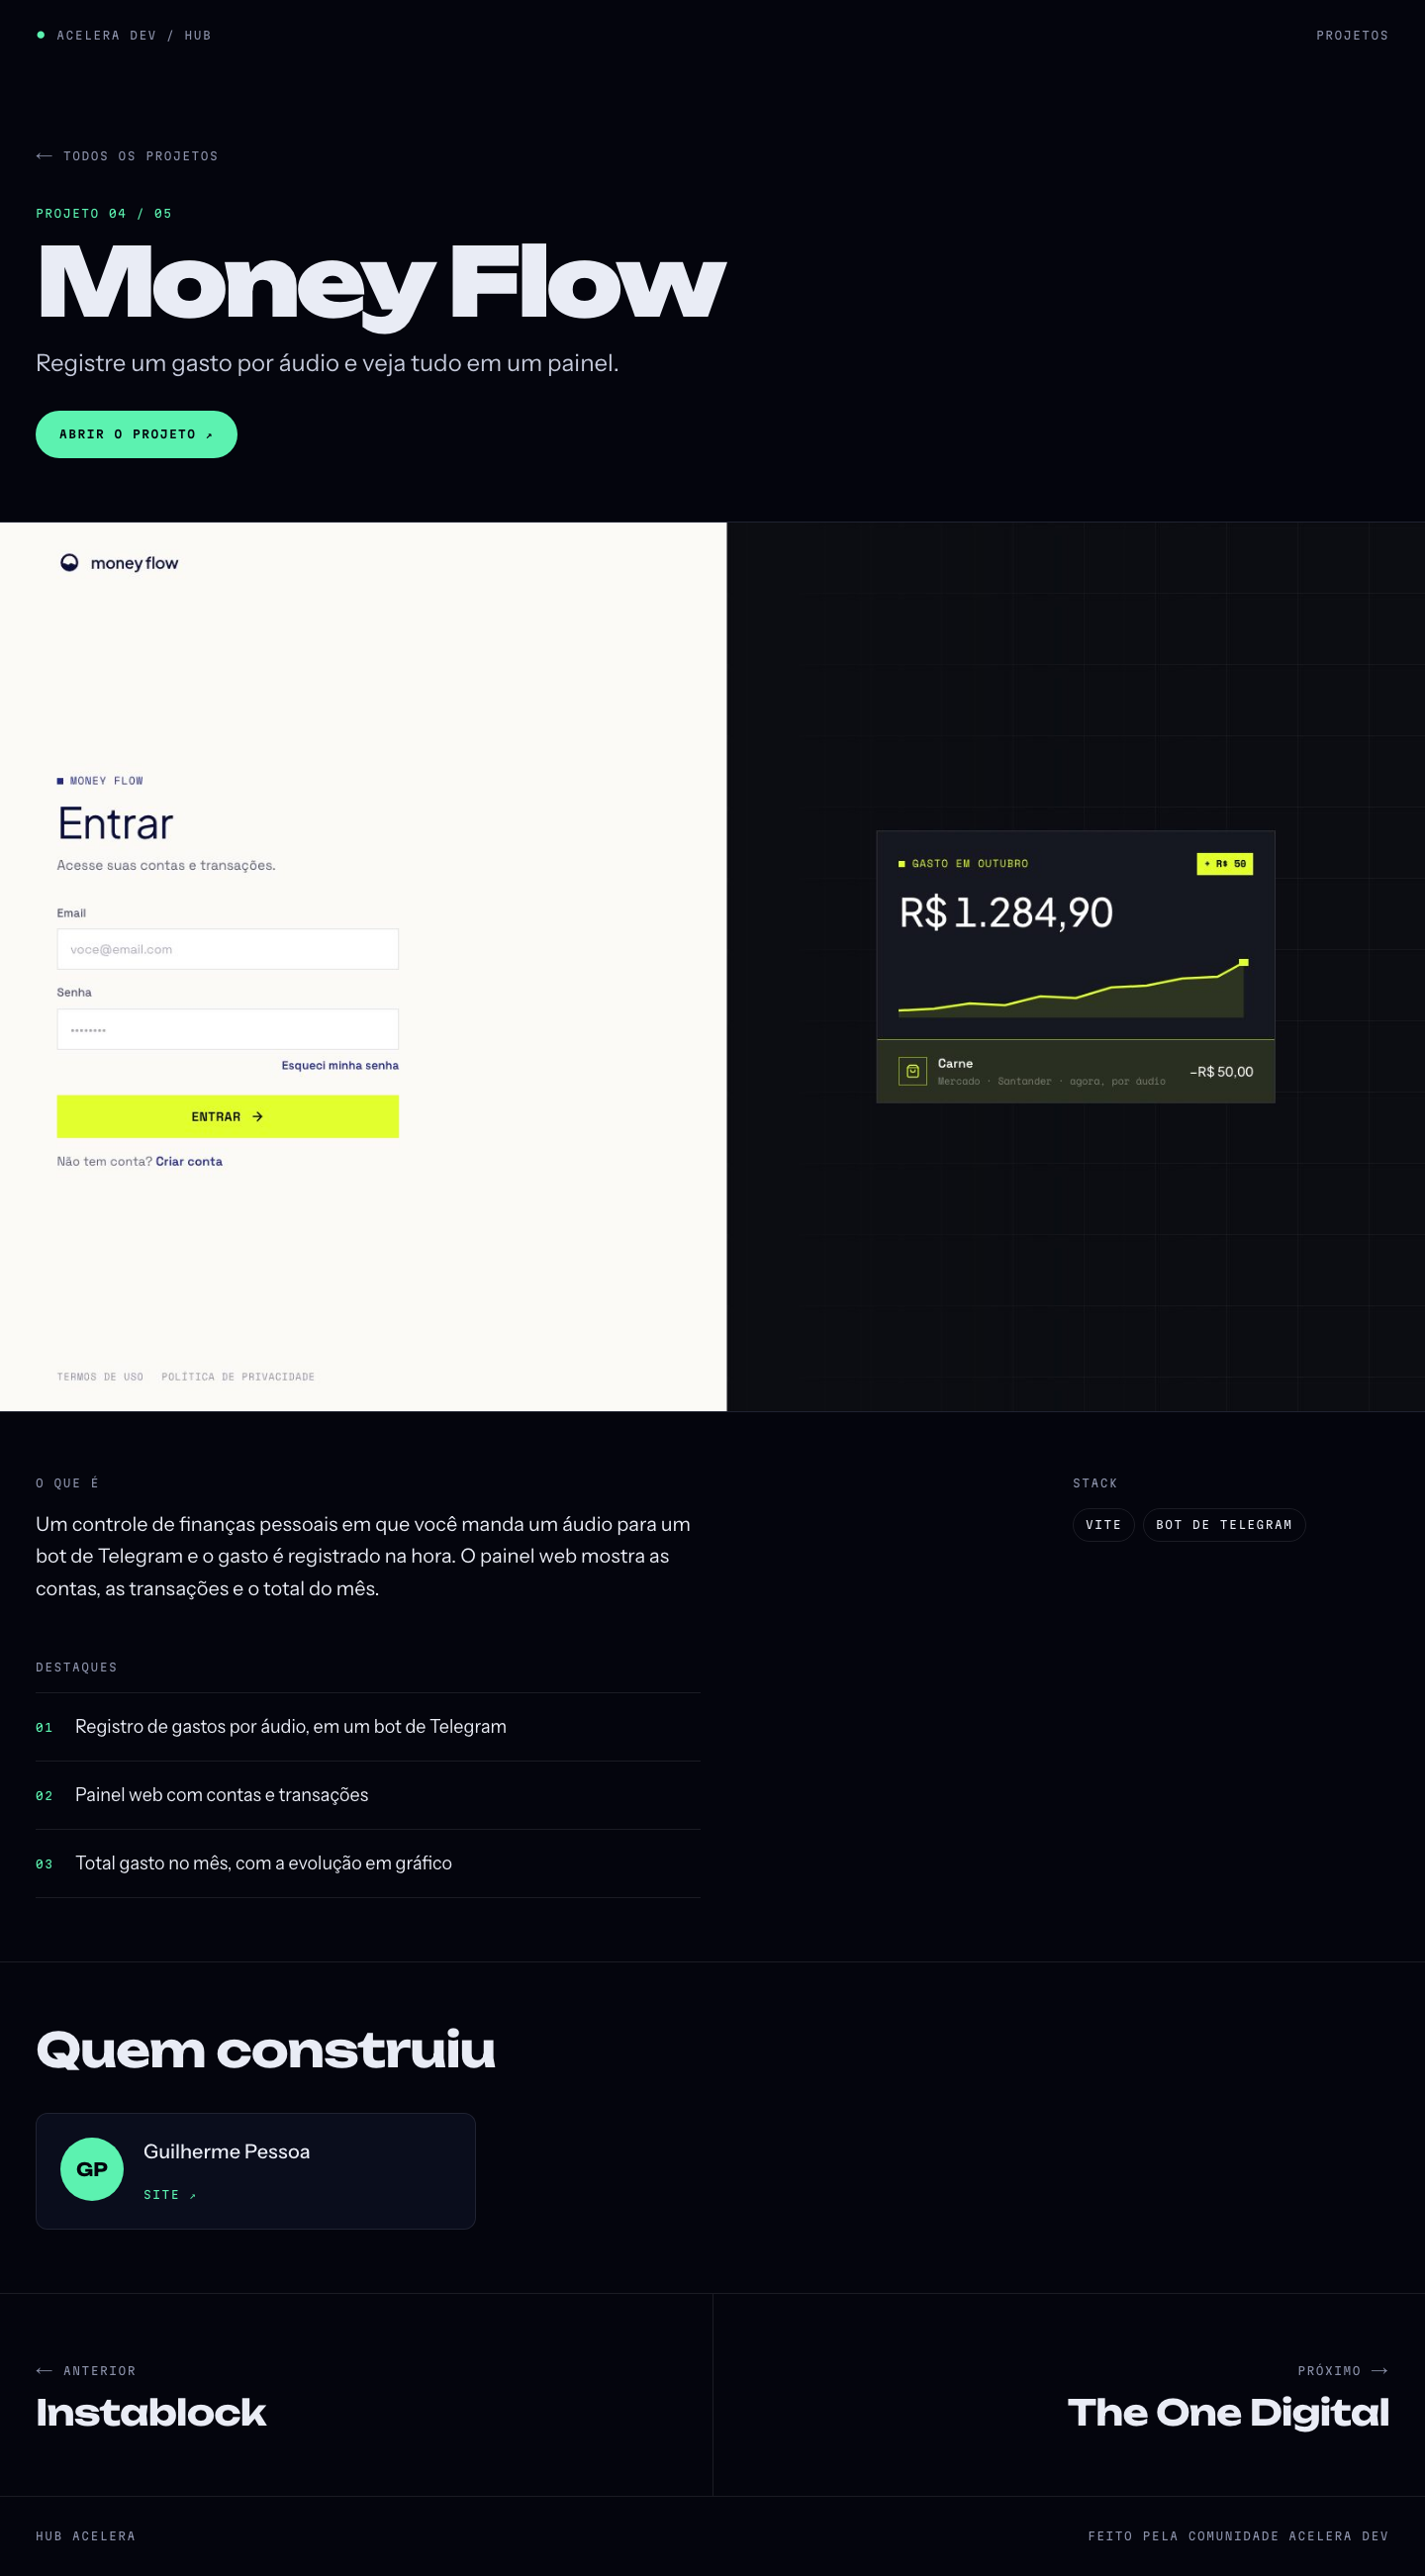 ACELERA DEV / HUB
PROJETOS
← TODOS OS PROJETOS
PROJETO 04 / 05
Money Flow
Registre um gasto por áudio e veja tudo em um painel.
ABRIR O PROJETO ↗
money flow
MONEY FLOW
Entrar
Acesse suas contas e transações.
Email
voce@email.com
Senha
••••••••
Esqueci minha senha
ENTRAR →
Não tem conta? Criar conta
TERMOS DE USO POLÍTICA DE PRIVACIDADE
GASTO EM OUTUBRO
+ R$ 50
R$ 1.284,90
Carne
Mercado · Santander · agora, por áudio
–R$ 50,00
O QUE É
Um controle de finanças pessoais em que você manda um áudio para um
bot de Telegram e o gasto é registrado na hora. O painel web mostra as
contas, as transações e o total do mês.
STACK
VITE
BOT DE TELEGRAM
DESTAQUES
01 Registro de gastos por áudio, em um bot de Telegram
02 Painel web com contas e transações
03 Total gasto no mês, com a evolução em gráfico
Quem construiu
GP
Guilherme Pessoa
SITE ↗
← ANTERIOR
Instablock
PRÓXIMO →
The One Digital
HUB ACELERA
FEITO PELA COMUNIDADE ACELERA DEV